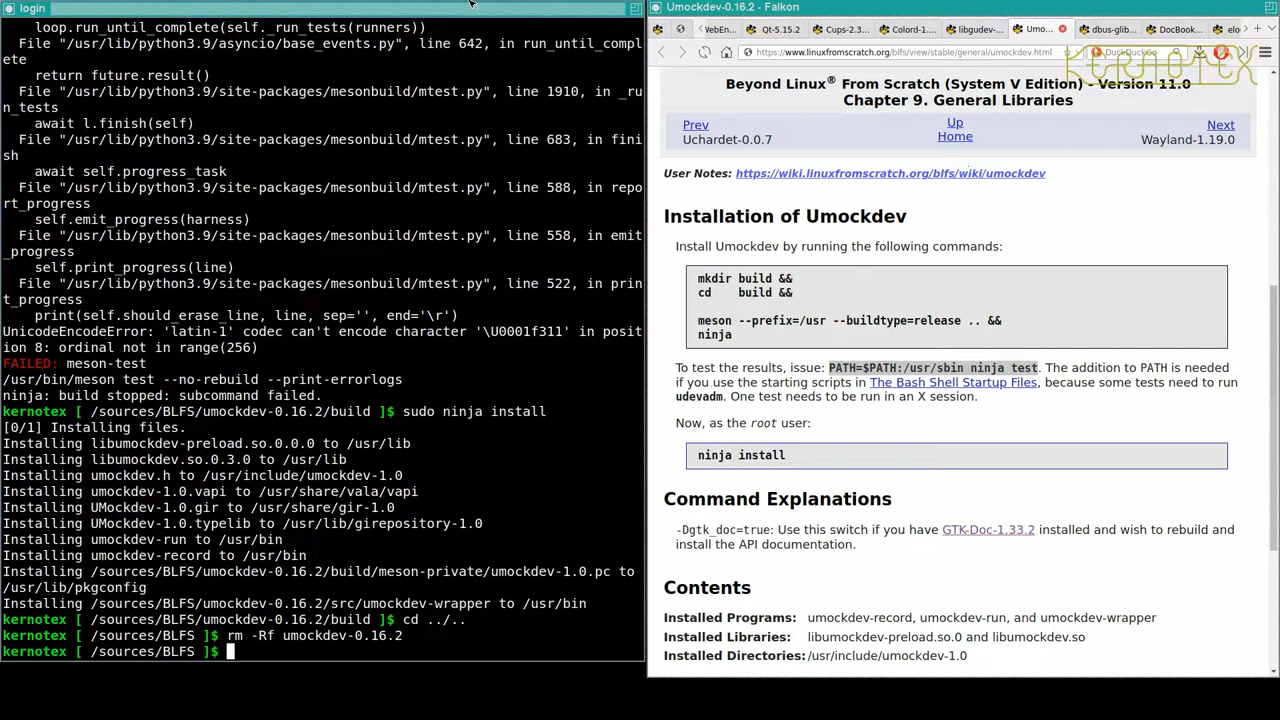 login
loop.run_until_complete(self._run_tests(runners))
File "/usr/lib/python3.9/asyncio/base_events.py", line 642, in run_until_compl
ete
return future.result()
File "/usr/lib/python3.9/site-packages/mesonbuild/mtest.py", line 1910, in _ru
n_tests
await l.finish(self)
File "/usr/lib/python3.9/site-packages/mesonbuild/mtest.py", line 683, in fini
sh
await self.progress_task
File "/usr/lib/python3.9/site-packages/mesonbuild/mtest.py", line 588, in repo
rt_progress
self.emit_progress(harness)
File "/usr/lib/python3.9/site-packages/mesonbuild/mtest.py", line 558, in emit
_progress
self.print_progress(line)
File "/usr/lib/python3.9/site-packages/mesonbuild/mtest.py", line 522, in prin
t_progress
print(self.should_erase_line, line, sep='', end='\r')
UnicodeEncodeError: 'latin-1' codec can't encode character '\U0001f311' in posit
ion 8: ordinal not in range(256)
FAILED: meson-test
/usr/bin/meson test --no-rebuild --print-errorlogs
ninja: build stopped: subcommand failed.
kernotex [ /sources/BLFS/umockdev-0.16.2/build ]$ sudo ninja install
[0/1] Installing files.
Installing libumockdev-preload.so.0.0.0 to /usr/lib
Installing libumockdev.so.0.3.0 to /usr/lib
Installing umockdev.h to /usr/include/umockdev-1.0
Installing umockdev-1.0.vapi to /usr/share/vala/vapi
Installing UMockdev-1.0.gir to /usr/share/gir-1.0
Installing UMockdev-1.0.typelib to /usr/lib/girepository-1.0
Installing umockdev-run to /usr/bin
Installing umockdev-record to /usr/bin
Installing /sources/BLFS/umockdev-0.16.2/build/meson-private/umockdev-1.0.pc to
/usr/lib/pkgconfig
Installing /sources/BLFS/umockdev-0.16.2/src/umockdev-wrapper to /usr/bin
kernotex [ /sources/BLFS/umockdev-0.16.2/build ]$ cd ../..
kernotex [ /sources/BLFS ]$ rm -Rf umockdev-0.16.2
kernotex [ /sources/BLFS ]$
Umockdev-0.16.2 - Falkon
WebEn... Qt-5.15.2 Cups-2.3... Colord-1.... libgudev-... Umo... dbus-glib... DocBook... elo
https://www.linuxfromscratch.org/blfs/view/stable/general/umockdev.html DuckDuckGo
KERNOTEX
Beyond Linux® From Scratch (System V Edition) - Version 11.0
Chapter 9. General Libraries
Prev Up Next
Uchardet-0.0.7 Home Wayland-1.19.0
User Notes: https://wiki.linuxfromscratch.org/blfs/wiki/umockdev
Installation of Umockdev
Install Umockdev by running the following commands:
mkdir build &&
cd build &&
meson --prefix=/usr --buildtype=release .. &&
ninja
To test the results, issue: PATH=$PATH:/usr/sbin ninja test. The addition to PATH is needed
if you use the starting scripts in The Bash Shell Startup Files, because some tests need to run
udevadm. One test needs to be run in an X session.
Now, as the root user:
ninja install
Command Explanations
-Dgtk_doc=true: Use this switch if you have GTK-Doc-1.33.2 installed and wish to rebuild and
install the API documentation.
Contents
Installed Programs: umockdev-record, umockdev-run, and umockdev-wrapper
Installed Libraries: libumockdev-preload.so.0 and libumockdev.so
Installed Directories: /usr/include/umockdev-1.0